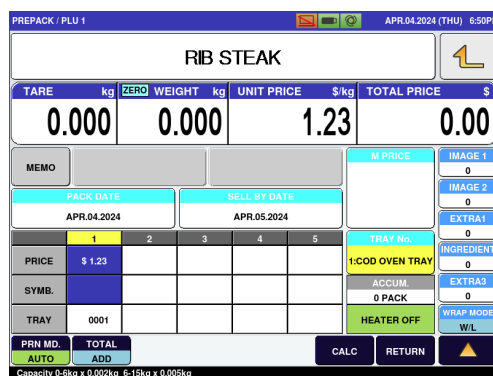 PREPACK / PLU 1 APR.04.2024 (THU) 6:50P
RIB STEAK
TARE kg ZERO WEIGHT kg UNIT PRICE $/kg TOTAL PRICE $
0.000 0.000 1.23 0.00
MEMO M PRICE IMAGE 1
0
PACK DATE SELL BY DATE IMAGE 2
0
APR.04.2024 APR.05.2024 EXTRA1
0
1 2 3 4 5 TRAY No. INGREDIENT
PRICE $ 1.23 1:COD OVEN TRAY 0
SYMB. ACCUM. EXTRA3
0 PACK 0
TRAY 0001 HEATER OFF WRAP MODE
W/L
PRN MD. TOTAL CALC RETURN
AUTO ADD
Capacity 0-6kg x 0.002kg 6-15kg x 0.005kg